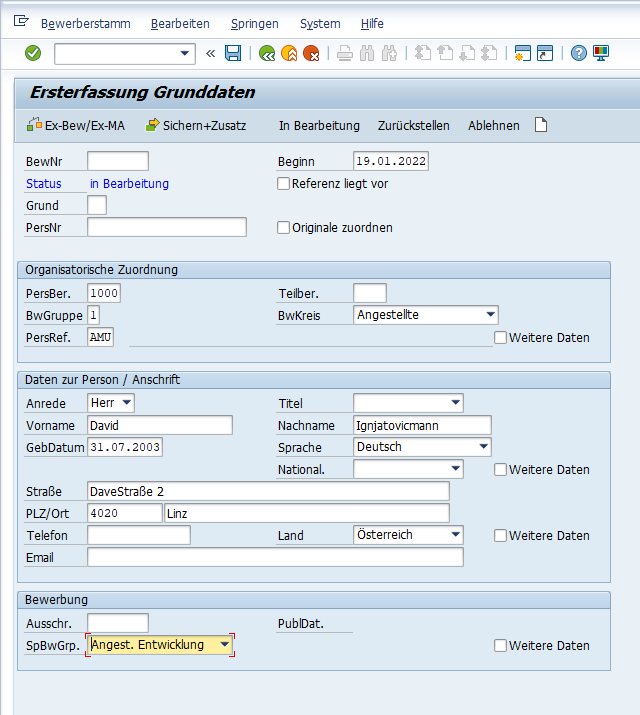 Bewerberstamm Bearbeiten Springen System Hilfe
Ersterfassung Grunddaten
Ex-Bew/Ex-MA Sichern+Zusatz In Bearbeitung Zurückstellen Ablehnen
BewNr Beginn 19.01.2022
Status in Bearbeitung Referenz liegt vor
Grund
PersNr Originale zuordnen
Organisatorische Zuordnung
PersBer. 1000 Teilber.
BwGruppe 1 BwKreis Angestellte
PersRef. AMU Weitere Daten
Daten zur Person / Anschrift
Anrede Herr Titel
Vorname David Nachname Ignjatovicmann
GebDatum 31.07.2003 Sprache Deutsch
National. Weitere Daten
Straße DaveStraße 2
PLZ/Ort 4020 Linz
Telefon Land Österreich Weitere Daten
Email
Bewerbung
Ausschr. PublDat.
SpBwGrp. Angest. Entwicklung Weitere Daten